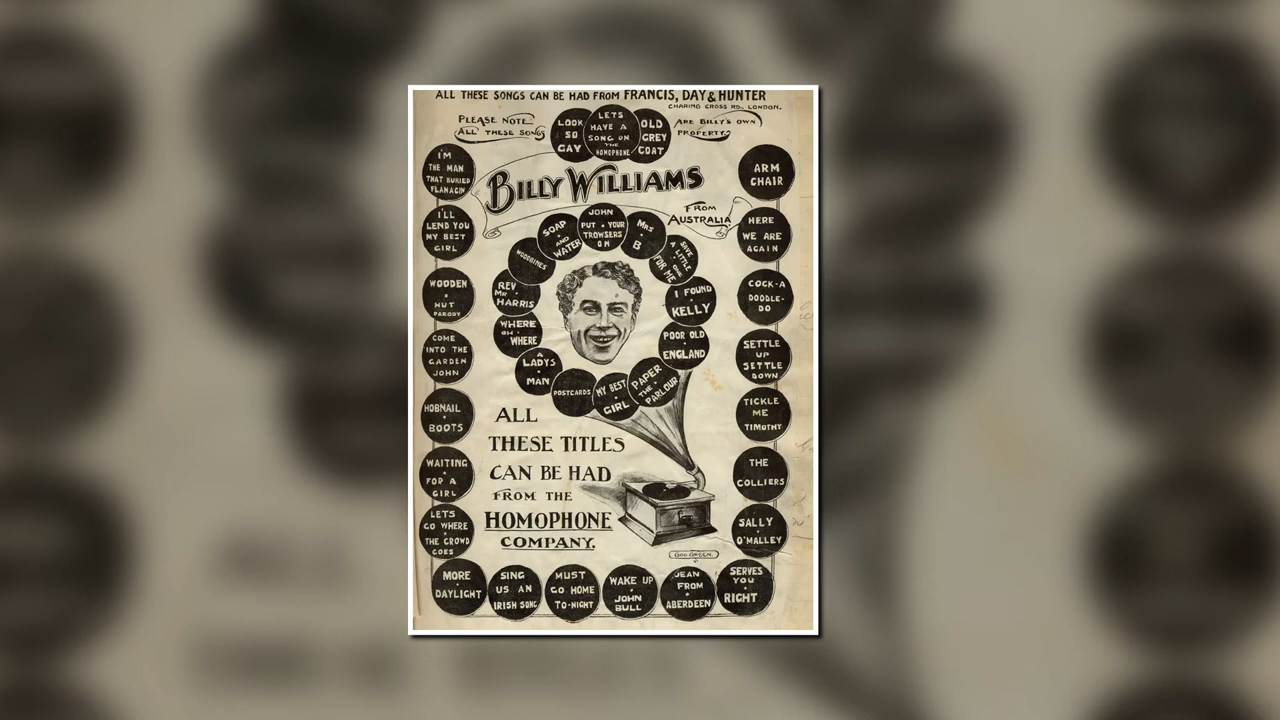 ALL THESE SONGS CAN BE HAD FROM FRANCIS, DAY & HUNTER
CHARING CROSS RD., LONDON.
PLEASE NOTE
ALL THESE SONGS
ARE BILLY'S OWN
PROPERTY.
LOOK
SO
GAY
LETS
HAVE A
SONG ON
THE
HOMOPHONE
OLD
GREY
COAT
BILLY WILLIAMS
FROM
AUSTRALIA
I'M
THE MAN
THAT BURIED
FLANAGIN
I'LL
LEND YOU
MY BEST
GIRL
WOODEN
HUT
PARODY
COME
INTO THE
GARDEN
JOHN
HOBNAIL
BOOTS
WAITING
FOR A
GIRL
LETS
GO WHERE
THE CROWD
GOES
JOHN
PUT YOUR
TROWSERS
ON
MRS
B
SAVE
A LITTLE
ONE
FOR ME
I FOUND
KELLY
POOR OLD
ENGLAND
PAPER
THE
PARLOUR
MY BEST
GIRL
POSTCARDS
A
LADYS
MAN
WHERE
OH
WHERE
REV
MR
HARRIS
WOODBINES
SOAP
AND
WATER
ARM
CHAIR
HERE
WE ARE
AGAIN
COCK-A
DOODLE-
DO
SETTLE
UP
SETTLE
DOWN
TICKLE
ME
TIMOTHY
THE
COLLIERS
SALLY
O'MALLEY
ALL
THESE TITLES
CAN BE HAD
FROM THE
HOMOPHONE
COMPANY.
GEO. GREEN.
MORE
DAYLIGHT
SING
US AN
IRISH SONG
MUST
GO HOME
TO-NIGHT
WAKE UP
JOHN
BULL
JEAN
FROM
ABERDEEN
SERVES
YOU
RIGHT